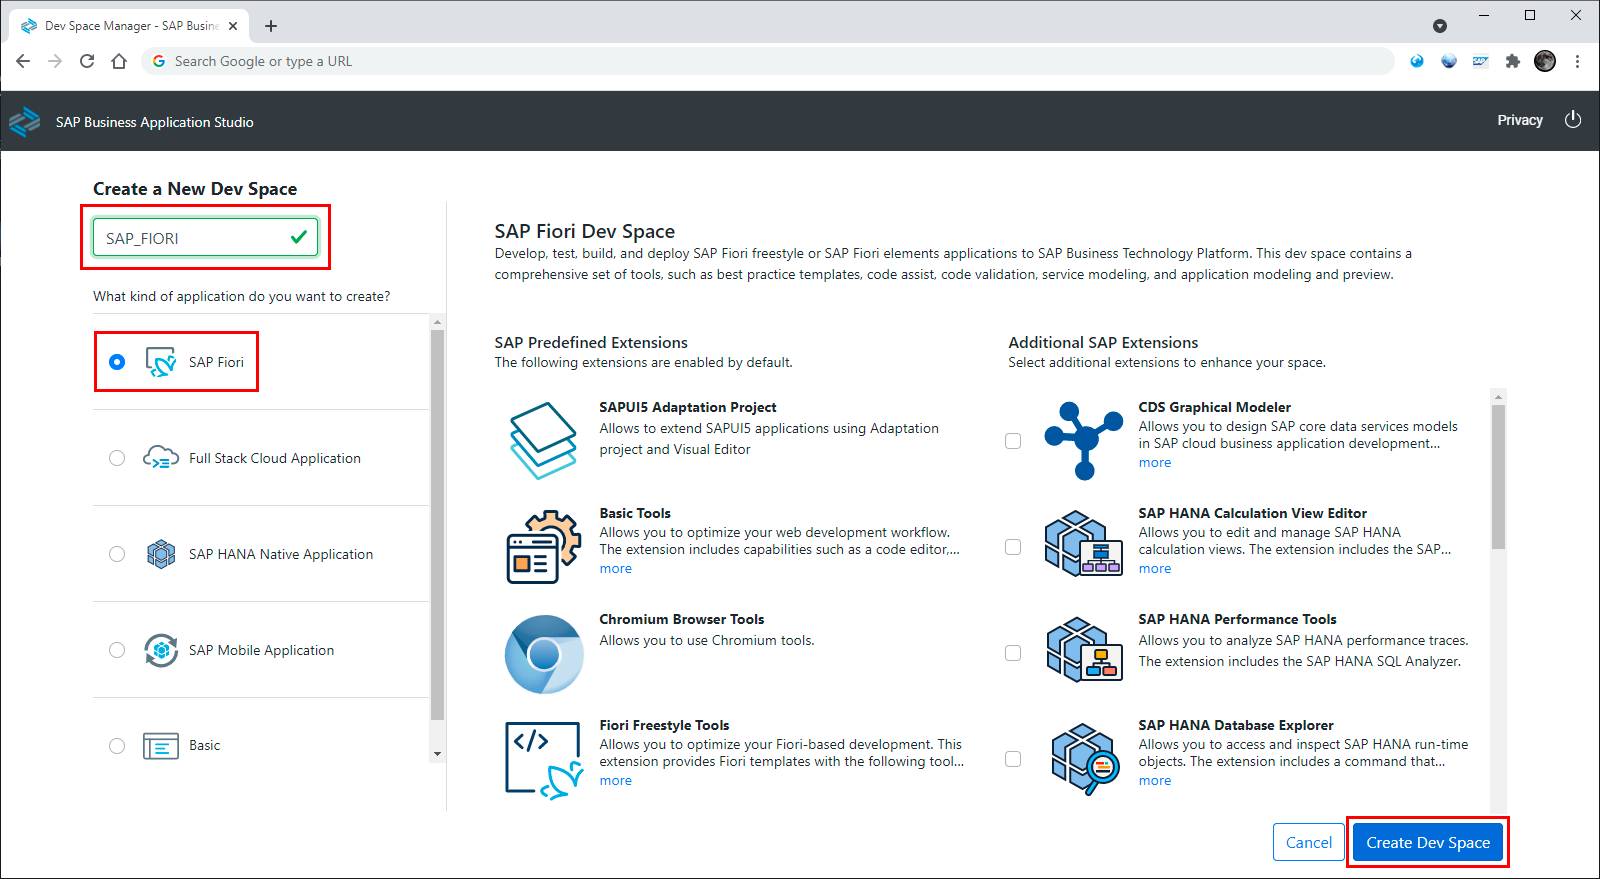 Dev Space Manager - SAP Busine
Search Google or type a URL
SAP
SAP Business Application Studio
Privacy
Create a New Dev Space
SAP_FIORI
What kind of application do you want to create?
SAP Fiori
Full Stack Cloud Application
SAP HANA Native Application
SAP Mobile Application
Basic
SAP Fiori Dev Space
Develop, test, build, and deploy SAP Fiori freestyle or SAP Fiori elements applications to SAP Business Technology Platform. This dev space contains a
comprehensive set of tools, such as best practice templates, code assist, code validation, service modeling, and application modeling and preview.
SAP Predefined Extensions
The following extensions are enabled by default.
SAPUI5 Adaptation Project
Allows to extend SAPUI5 applications using Adaptation
project and Visual Editor
Basic Tools
Allows you to optimize your web development workflow.
The extension includes capabilities such as a code editor,...
more
Chromium Browser Tools
Allows you to use Chromium tools.
Fiori Freestyle Tools
Allows you to optimize your Fiori-based development. This
extension provides Fiori templates with the following tool...
more
Additional SAP Extensions
Select additional extensions to enhance your space.
CDS Graphical Modeler
Allows you to design SAP core data services models
in SAP cloud business application development...
more
SAP HANA Calculation View Editor
Allows you to edit and manage SAP HANA
calculation views. The extension includes the SAP...
more
SAP HANA Performance Tools
Allows you to analyze SAP HANA performance traces.
The extension includes the SAP HANA SQL Analyzer.
SAP HANA Database Explorer
Allows you to access and inspect SAP HANA run-time
objects. The extension includes a command that...
more
Cancel
Create Dev Space